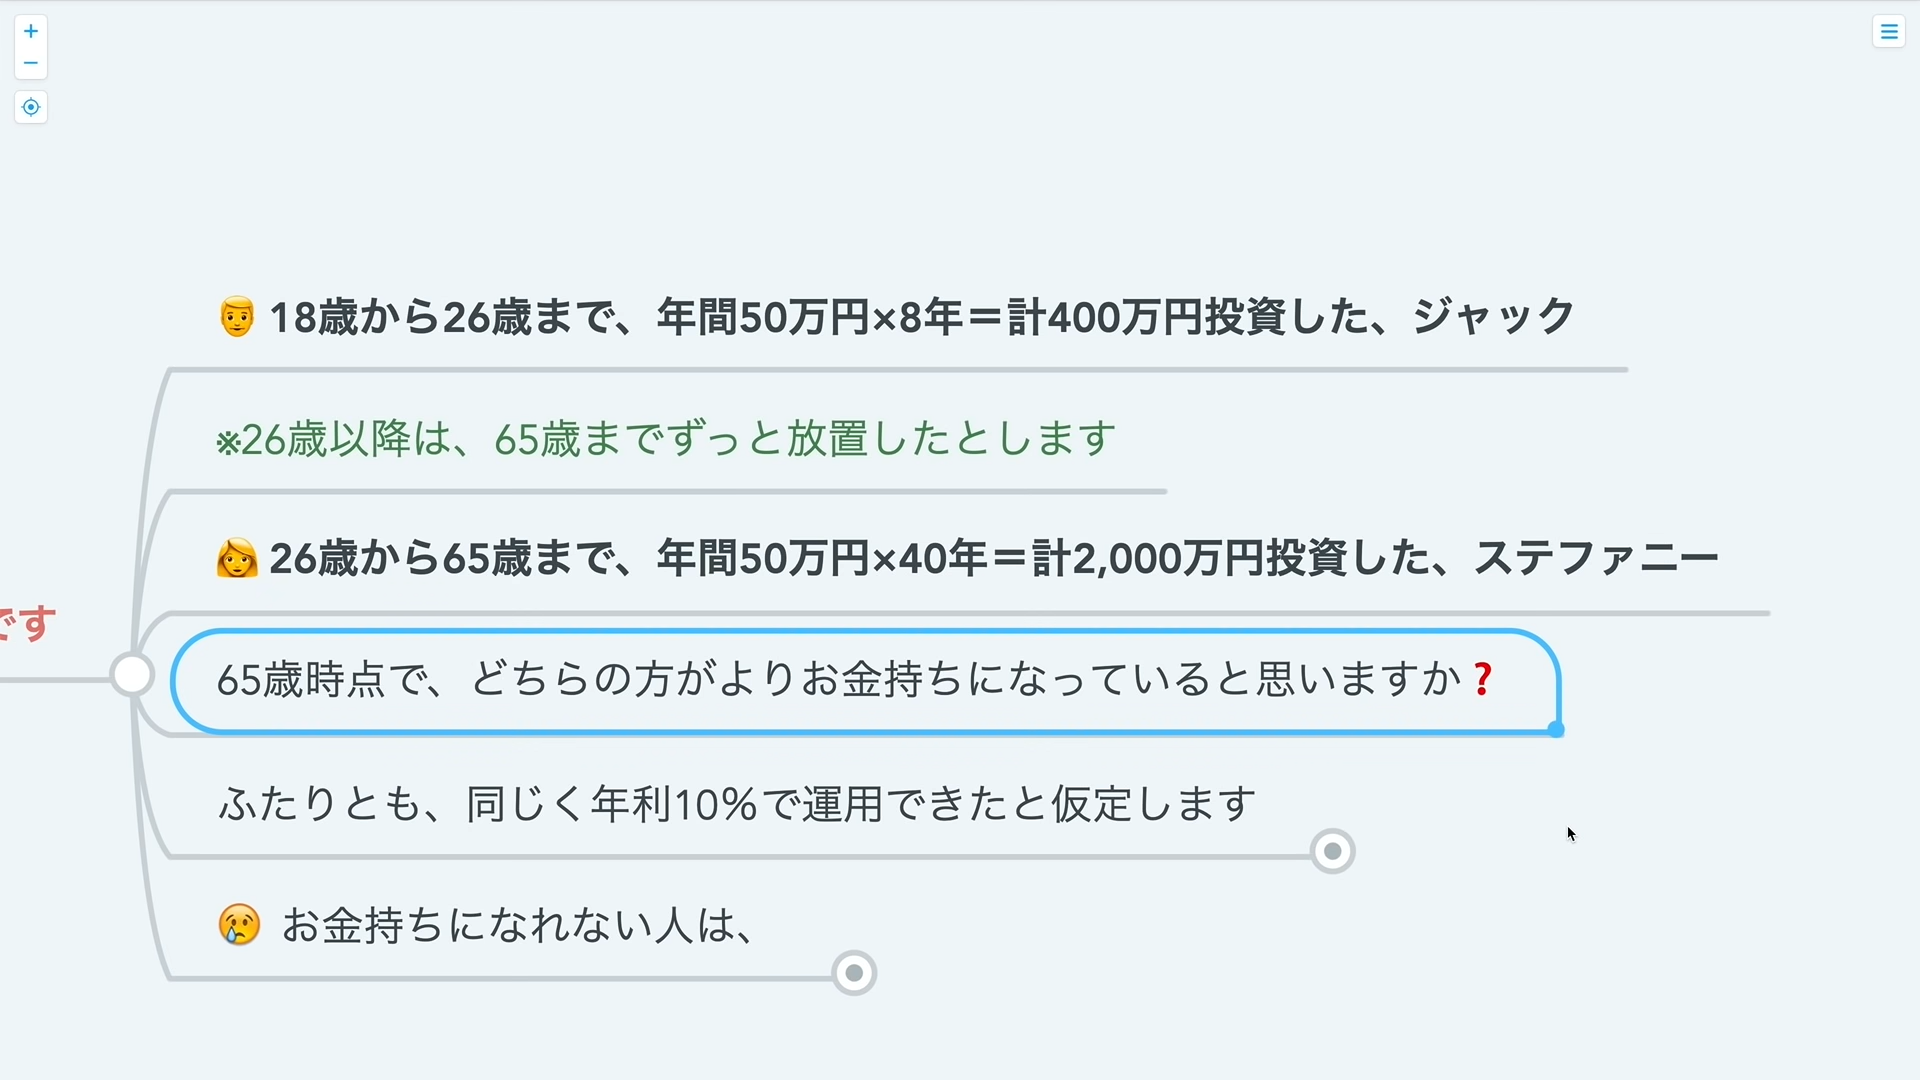 18歳から26歳まで、年間50万円×8年＝計400万円投資した、ジャック
※26歳以降は、65歳までずっと放置したとします
26歳から65歳まで、年間50万円×40年＝計2,000万円投資した、ステファニー
です
65歳時点で、どちらの方がよりお金持ちになっていると思いますか❓
ふたりとも、同じく年利10%で運用できたと仮定します
😢 お金持ちになれない人は、